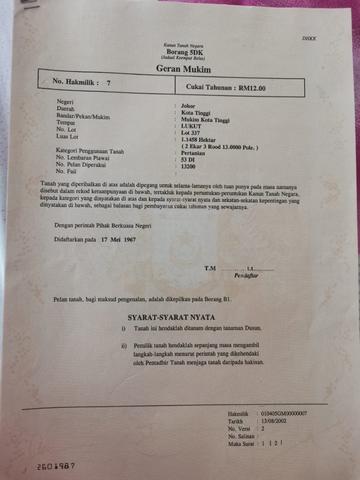 DHKK
Kanun Tanah Negara
Borang 5DK
(Jadual Keempat Belas)
Geran Mukim
No. Hakmilik : 7
Cukai Tahunan : RM12.00
Negeri : Johor
Daerah : Kota Tinggi
Bandar/Pekan/Mukim : Mukim Kota Tinggi
Tempat : LUKUT
No. Lot : Lot 337
Luas Lot : 1.1458 Hektar
( 2 Ekar 3 Rood 13.0000 Pole. )
Kategori Penggunaan Tanah : Pertanian
No. Lembaran Piawai : 53 DI
No. Pelan Diperakui : 13200
No. Fail :
Tanah yang diperihalkan di atas adalah dipegang untuk selama-lamanya oleh tuan punya pada masa namanya
disebut dalam rekod ketuanpunyaan di bawah, tertakluk kepada peruntukan-peruntukan Kanun Tanah Negara,
kepada kategori yang dinyatakan di atas dan kepada syarat-syarat nyata dan sekatan-sekatan kepentingan yang
dinyatakan di bawah, sebagai balasan bagi pembayaran cukai tahunan yang sewajarnya.
Dengan perintah Pihak Berkuasa Negeri
Didaftarkan pada 17 Mei 1967
T.M
Pendaftar
Pelan tanah, bagi maksud pengenalan, adalah dikepilkan pada Borang B1.
SYARAT-SYARAT NYATA
i) Tanah ini hendaklah ditanam dengan tanaman Dusun.
ii) Pemilik tanah hendaklah sepanjang masa mengambil
langkah-langkah menurut perintah yang dikehendaki
oleh Pentadbir Tanah menjaga tanah daripada hakisan.
Hakmilik : 010405GM00000007
Tarikh : 13/08/2002
No. Versi : 2
No. Salinan :
Muka Surat : 1 [ 2 ]
2601987